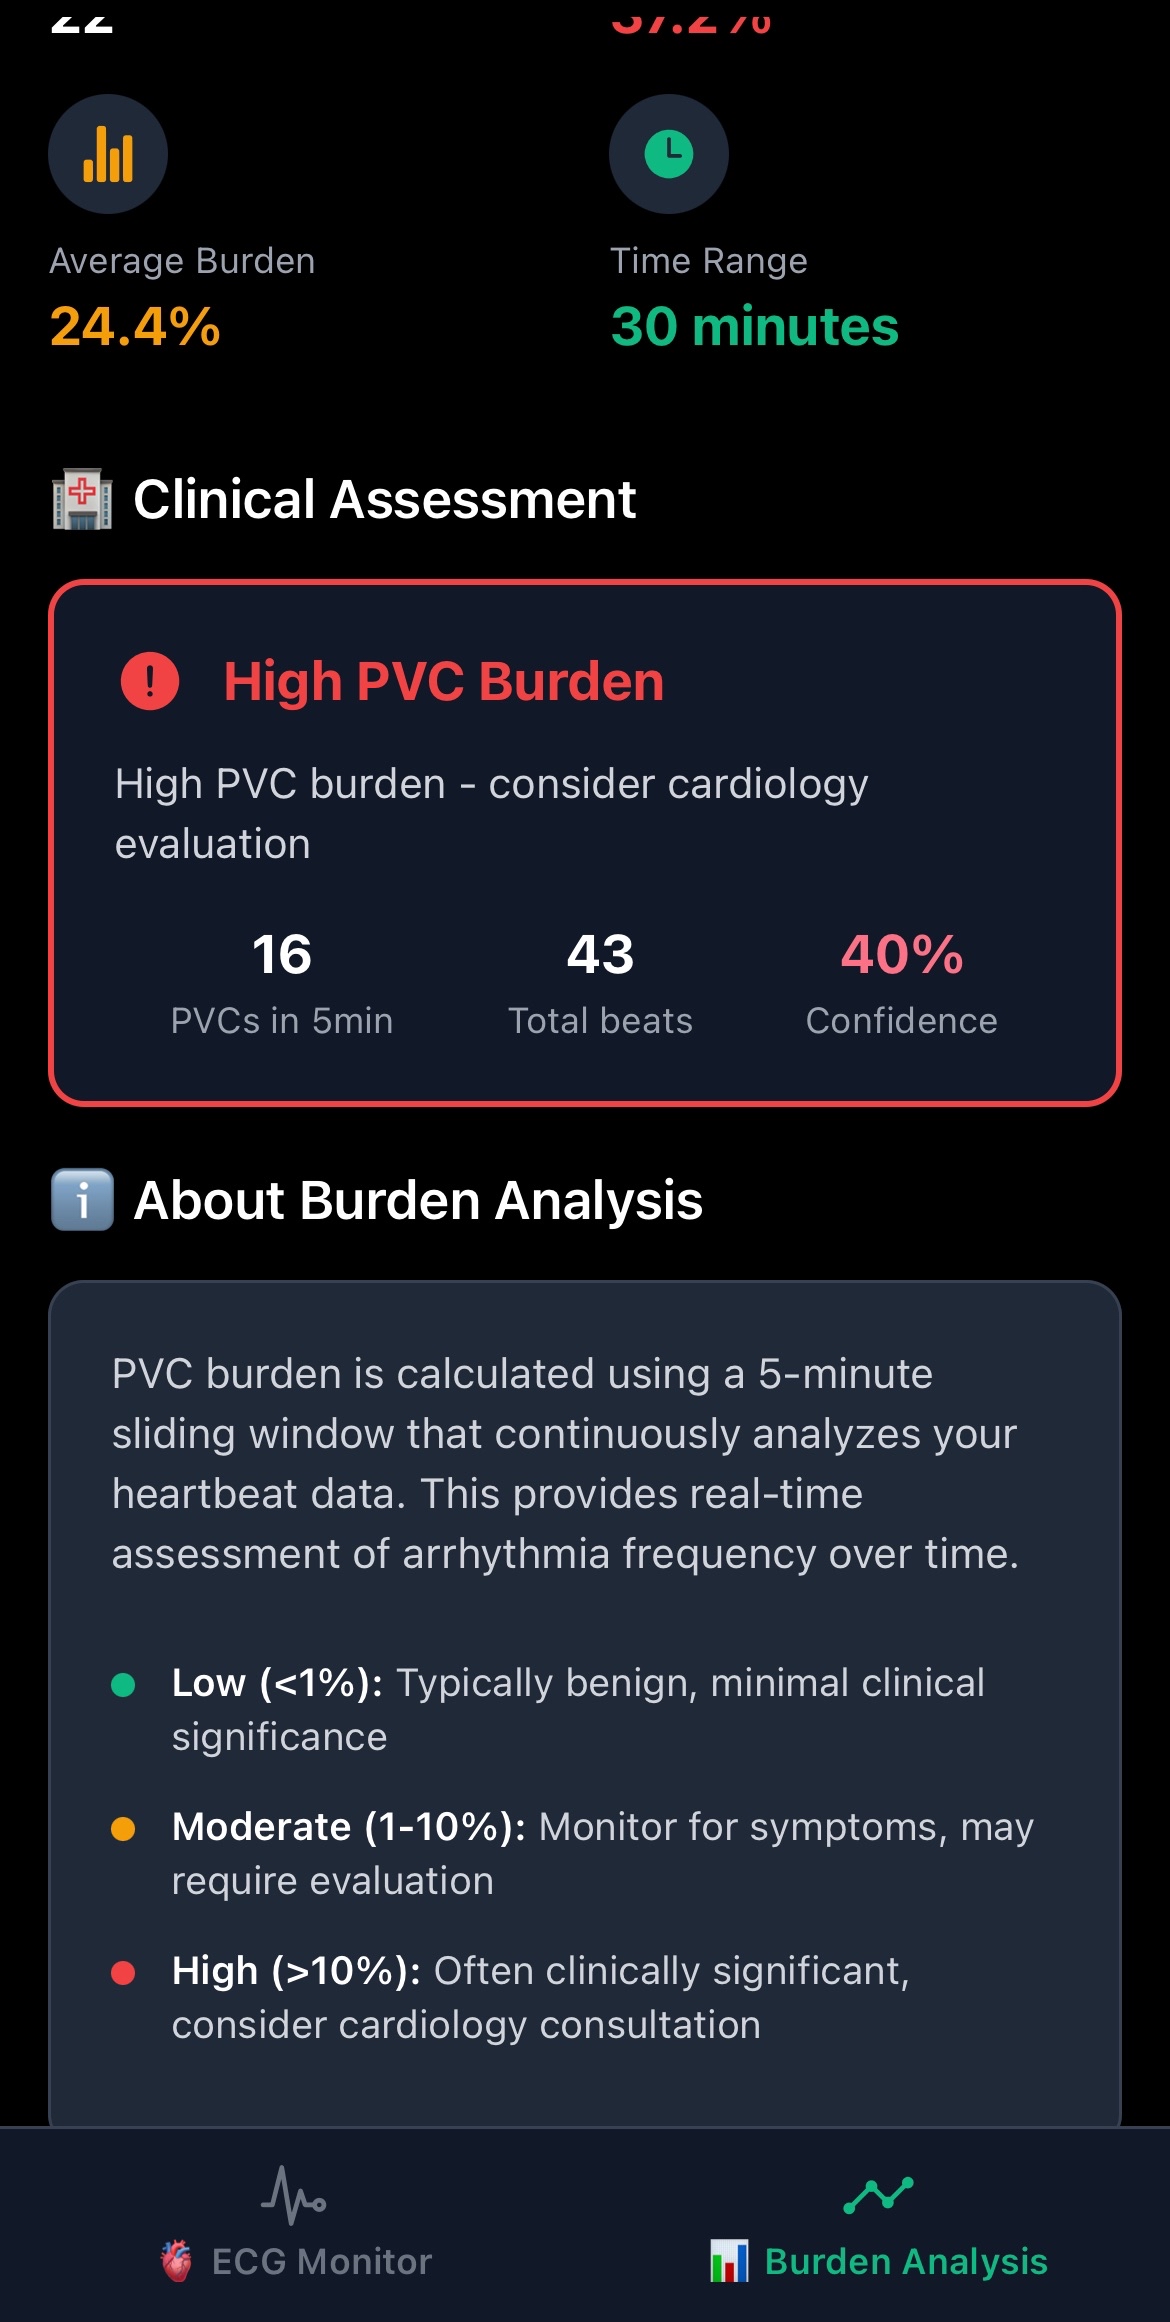 22
37.2%
Average Burden
24.4%
Time Range
30 minutes
Clinical Assessment
High PVC Burden
High PVC burden - consider cardiology
evaluation
16
PVCs in 5min
43
Total beats
40%
Confidence
About Burden Analysis
PVC burden is calculated using a 5-minute
sliding window that continuously analyzes your
heartbeat data. This provides real-time
assessment of arrhythmia frequency over time.
Low (<1%): Typically benign, minimal clinical
significance
Moderate (1-10%): Monitor for symptoms, may
require evaluation
High (>10%): Often clinically significant,
consider cardiology consultation
ECG Monitor
Burden Analysis